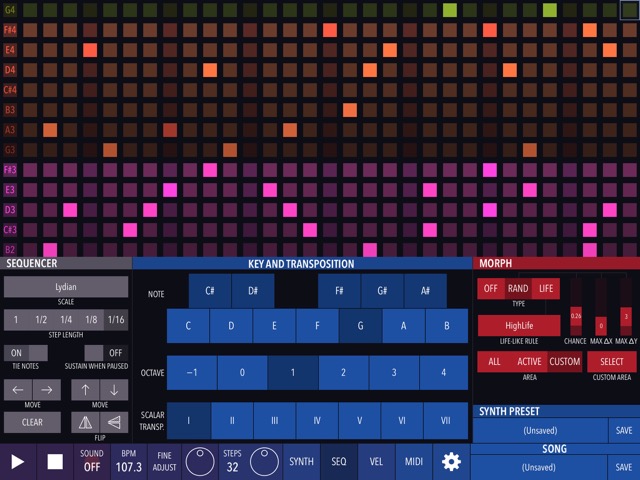 G4
F#4
E4
D4
C#4
B3
A3
G3
F#3
E3
D3
C#3
B2
SEQUENCER
Lydian
SCALE
1 1/2 1/4 1/8 1/16
STEP LENGTH
ON OFF
TIE NOTES SUSTAIN WHEN PAUSED
MOVE MOVE
CLEAR
FLIP
KEY AND TRANSPOSITION
NOTE C# D# F# G# A#
C D E F G A B
OCTAVE −1 0 1 2 3 4
SCALAR
TRANSP. I II III IV V VI VII
MORPH
OFF RAND LIFE
TYPE
HighLife
LIFE-LIKE RULE
0.26 0 3
CHANCE MAX ΔX MAX ΔY
ALL ACTIVE CUSTOM SELECT
AREA CUSTOM AREA
SYNTH PRESET
(Unsaved) SAVE
SONG
(Unsaved) SAVE
SOUND
OFF
BPM
107.3
FINE
ADJUST
STEPS
32
SYNTH SEQ VEL MIDI